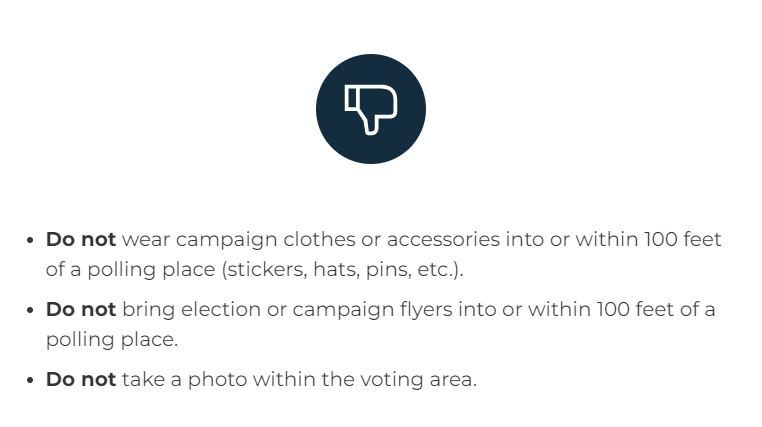 • Do not wear campaign clothes or accessories into or within 100 feet
of a polling place (stickers, hats, pins, etc.).
• Do not bring election or campaign flyers into or within 100 feet of a
polling place.
• Do not take a photo within the voting area.